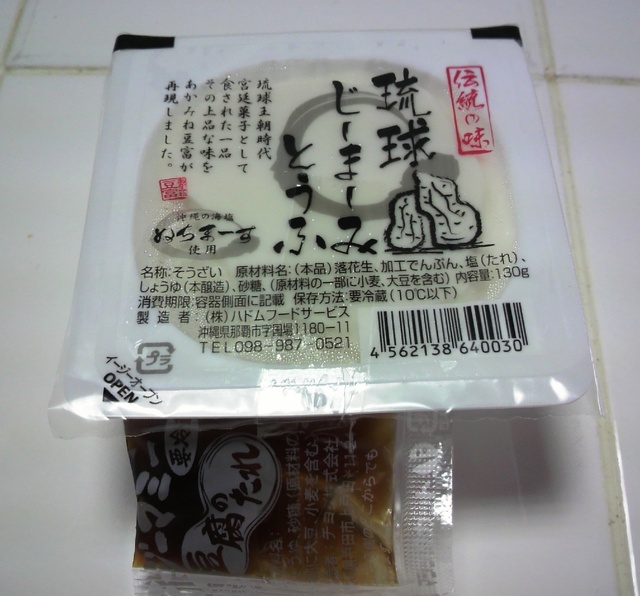 伝統の味
琉球
じーまーみ
とうふ
琉球王朝時代
宮廷菓子として
食された一品
その上品な味を
あかみね豆富が
再現しました。
沖縄の海塩
ぬちまーす
使用
名称:そうざい 原材料名:(本品)落花生、加工でんぷん、塩(たれ)、
しょうゆ(本醸造)、砂糖、(原材料の一部に小麦、大豆を含む) 内容量:130g
消費期限:容器側面に記載 保存方法:要冷蔵(10℃以下)
製造者:(株)ハドムフードサービス
沖縄県那覇市字国場1180-11
TEL098-987-0521
4 562138 640030
プラ
イージーオープン
OPEN
豆腐のたれ